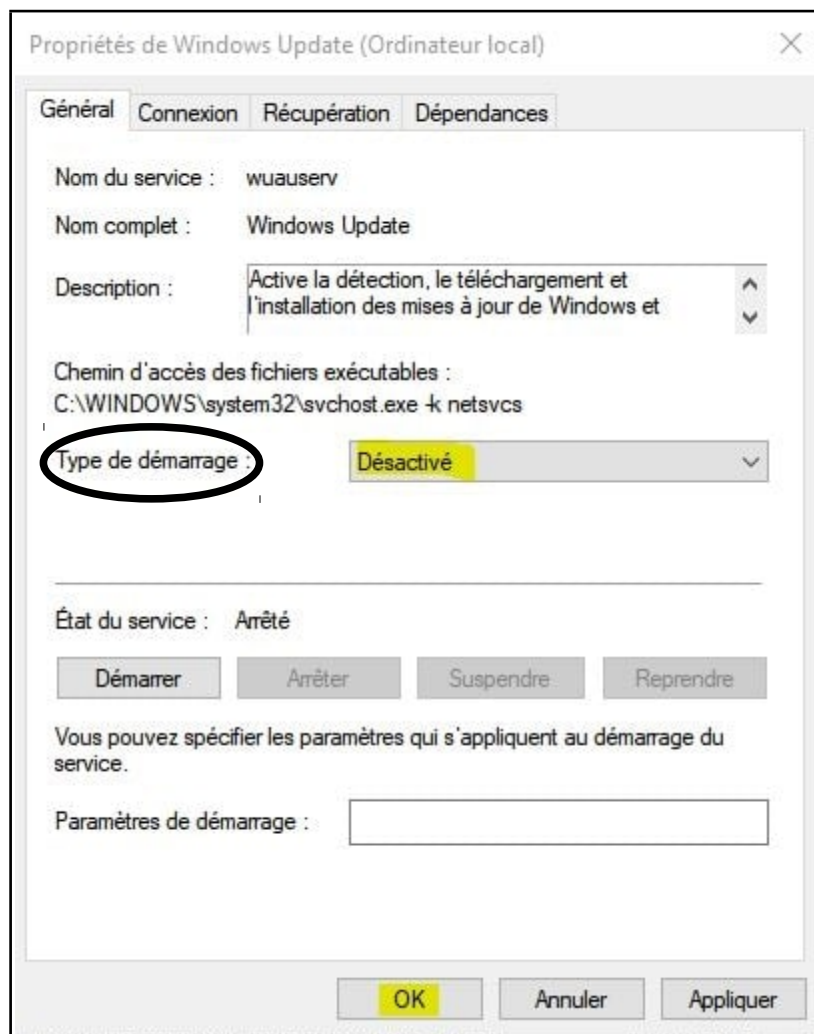 Propriétés de Windows Update (Ordinateur local)
Général Connexion Récupération Dépendances
Nom du service : wuauserv
Nom complet : Windows Update
Description : Active la détection, le téléchargement et
l'installation des mises à jour de Windows et
Chemin d'accès des fichiers exécutables :
C:\WINDOWS\system32\svchost.exe -k netsvcs
Type de démarrage : Désactivé
État du service : Arrêté
Démarrer Arrêter Suspendre Reprendre
Vous pouvez spécifier les paramètres qui s'appliquent au démarrage du
service.
Paramètres de démarrage :
OK Annuler Appliquer